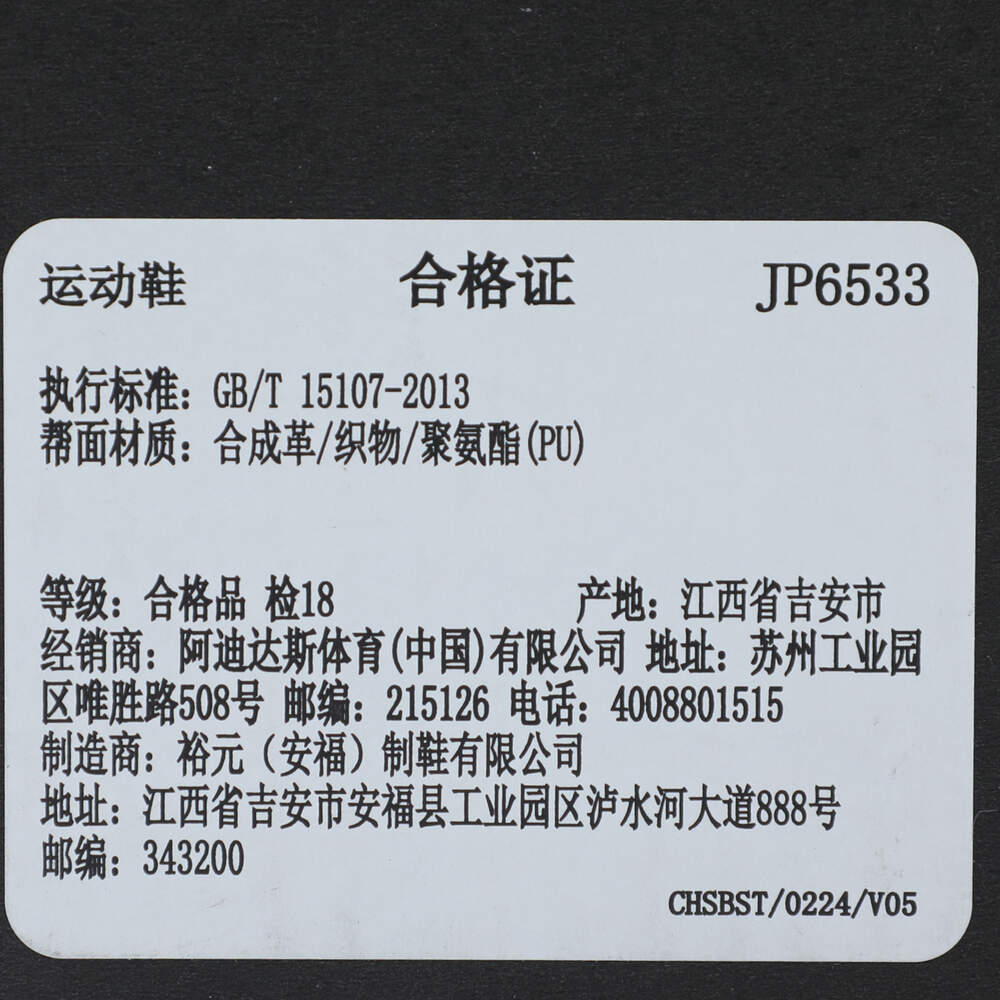 运动鞋 合格证 JP6533
执行标准：GB/T 15107-2013
帮面材质：合成革/织物/聚氨酯(PU)
等级：合格品 检18 产地：江西省吉安市
经销商：阿迪达斯体育(中国)有限公司 地址：苏州工业园
区唯胜路508号 邮编：215126 电话：4008801515
制造商：裕元（安福）制鞋有限公司
地址：江西省吉安市安福县工业园区泸水河大道888号
邮编：343200
CHSBST/0224/V05